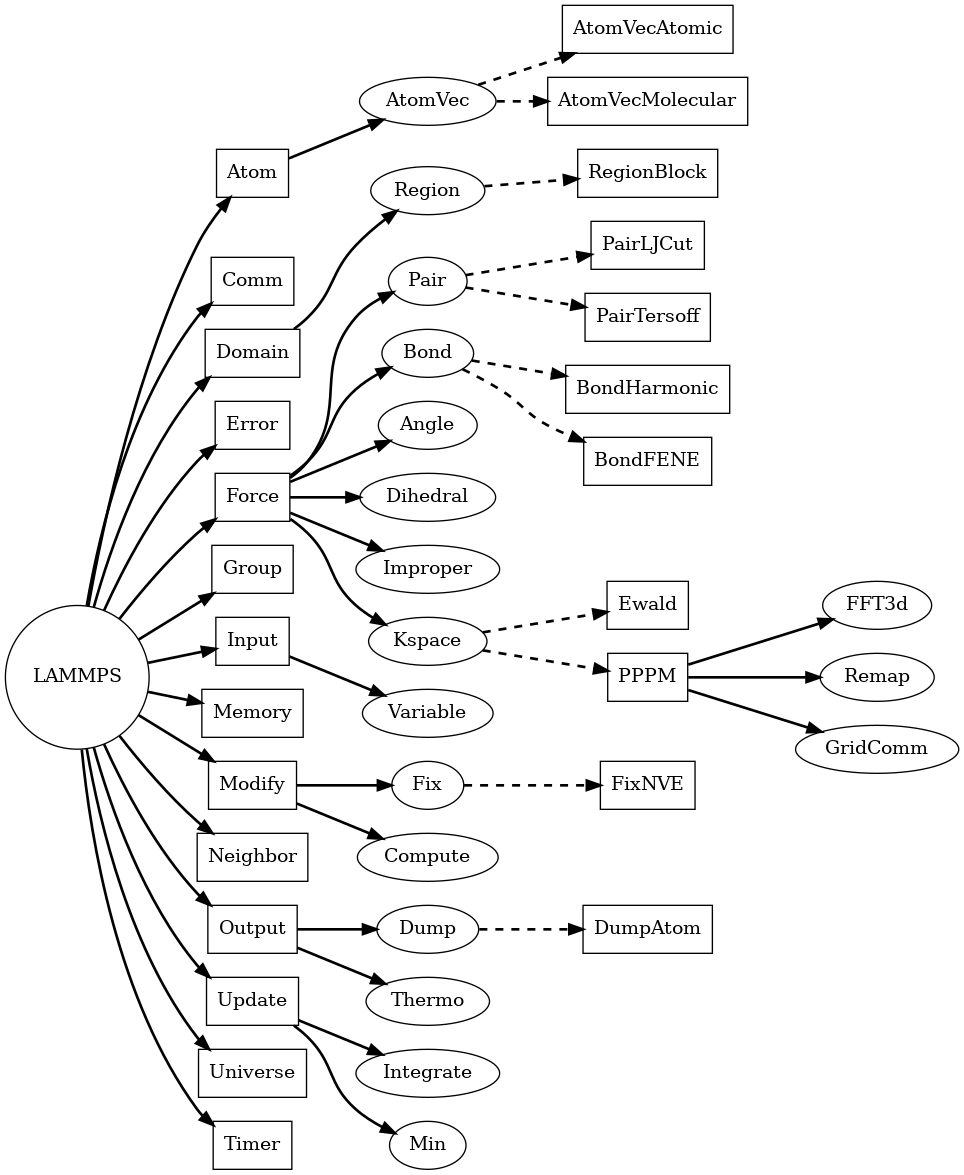 LAMMPS
Atom
Comm
Domain
Error
Force
Group
Input
Memory
Modify
Neighbor
Output
Update
Universe
Timer
AtomVec
Region
Pair
Bond
Angle
Dihedral
Improper
Kspace
Variable
Fix
Compute
Dump
Thermo
Integrate
Min
AtomVecAtomic
AtomVecMolecular
RegionBlock
PairLJCut
PairTersoff
BondHarmonic
BondFENE
Ewald
PPPM
FixNVE
DumpAtom
FFT3d
Remap
GridComm